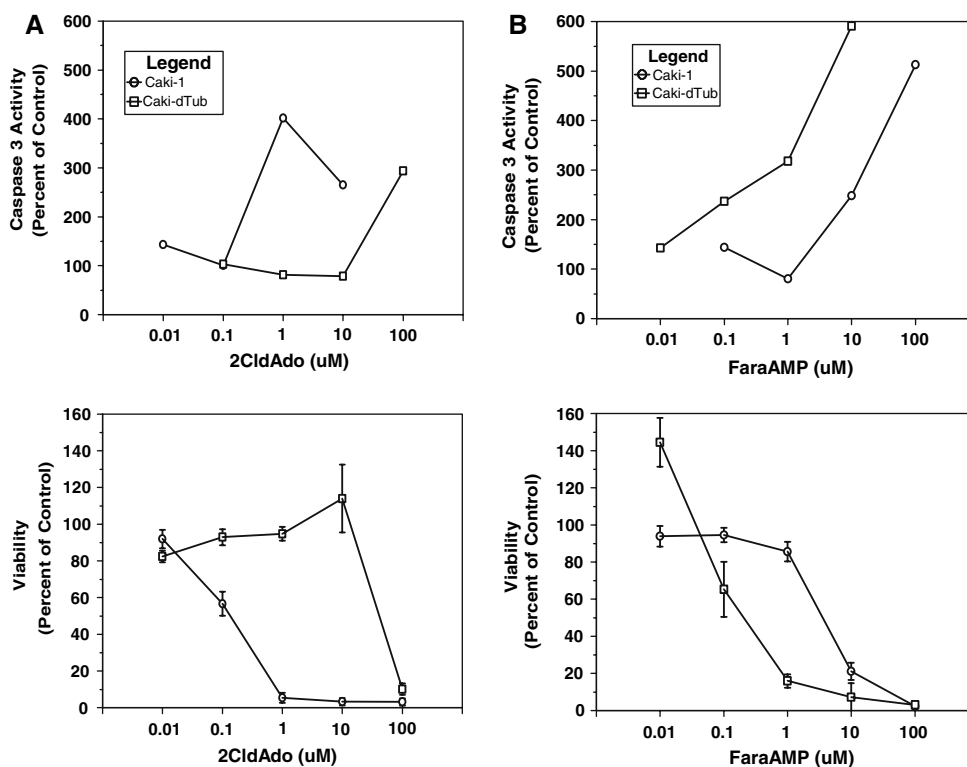 A
Caspase 3 Activity
(Percent of Control)
600
500
400
300
200
100
0
Legend
Caki-1
Caki-dTub
0.01 0.1 1 10 100
2CldAdo (uM)
B
Caspase 3 Activity
(Percent of Control)
600
500
400
300
200
100
0
Legend
Caki-1
Caki-dTub
0.01 0.1 1 10 100
FaraAMP (uM)
Viability
(Percent of Control)
160
140
120
100
80
60
40
20
0
0.01 0.1 1 10 100
2CldAdo (uM)
Viability
(Percent of Control)
160
140
120
100
80
60
40
20
0
0.01 0.1 1 10 100
FaraAMP (uM)